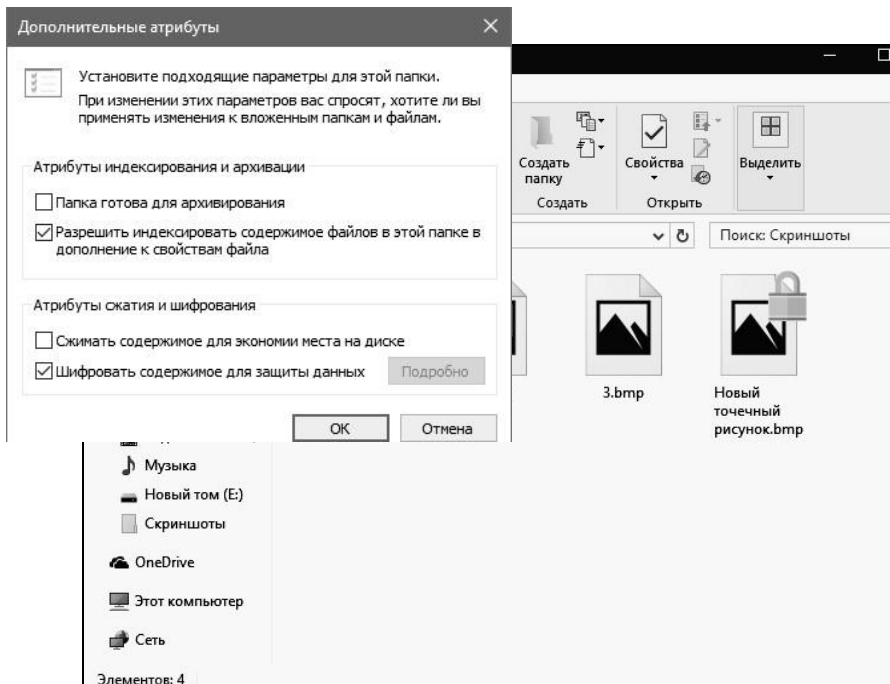 Дополнительные атрибуты
Установите подходящие параметры для этой папки.
При изменении этих параметров вас спросят, хотите ли вы
применять изменения к вложенным папкам и файлам.
Атрибуты индексирования и архивации
Папка готова для архивирования
Разрешить индексировать содержимое файлов в этой папке в
дополнение к свойствам файла
Атрибуты сжатия и шифрования
Сжимать содержимое для экономии места на диске
Шифровать содержимое для защиты данных
Подробно
ОК
Отмена
Создать
папку
Свойства
Выделить
Создать
Открыть
Поиск: Скриншоты
3.bmp
Новый
точечный
рисунок.bmp
Музыка
Новый том (E:)
Скриншоты
OneDrive
Этот компьютер
Сеть
Элементов: 4